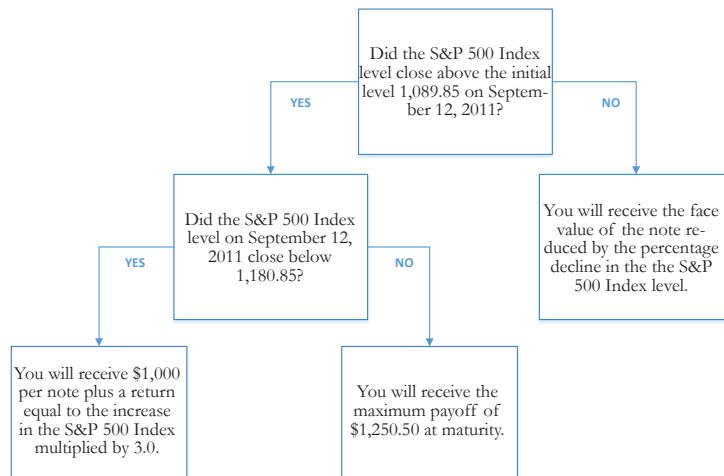 Did the S&P 500 Index
level close above the initial
level 1,089.85 on Septem-
ber 12, 2011?
YES
NO
Did the S&P 500 Index
level on September 12,
2011 close below
1,180.85?
You will receive the face
value of the note re-
duced by the percentage
decline in the the S&P
500 Index level.
YES
NO
You will receive $1,000
per note plus a return
equal to the increase
in the S&P 500 Index
multiplied by 3.0.
You will receive the
maximum payoff of
$1,250.50 at maturity.